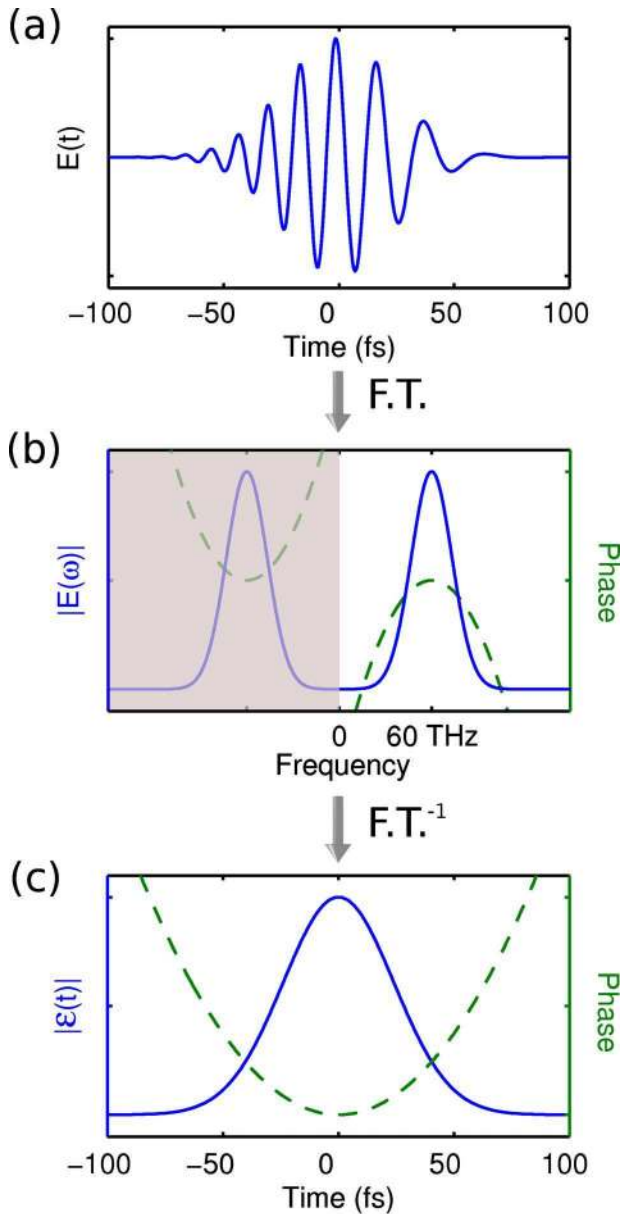 (a)
E(t)
−100 −50 0 50 100
Time (fs)
F.T.
(b)
|E(ω)|
Phase
0 60 THz
Frequency
F.T.-1
(c)
|ε(t)|
Phase
−100 −50 0 50 100
Time (fs)